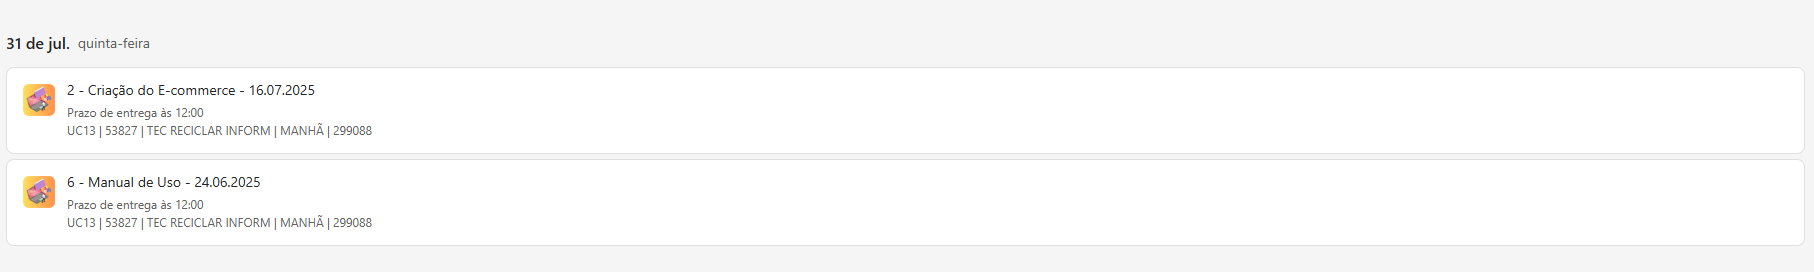 31 de jul. quinta-feira
2 - Criação do E-commerce - 16.07.2025
Prazo de entrega às 12:00
UC13 | 53827 | TEC RECICLAR INFORM | MANHÃ | 299088
6 - Manual de Uso - 24.06.2025
Prazo de entrega às 12:00
UC13 | 53827 | TEC RECICLAR INFORM | MANHÃ | 299088